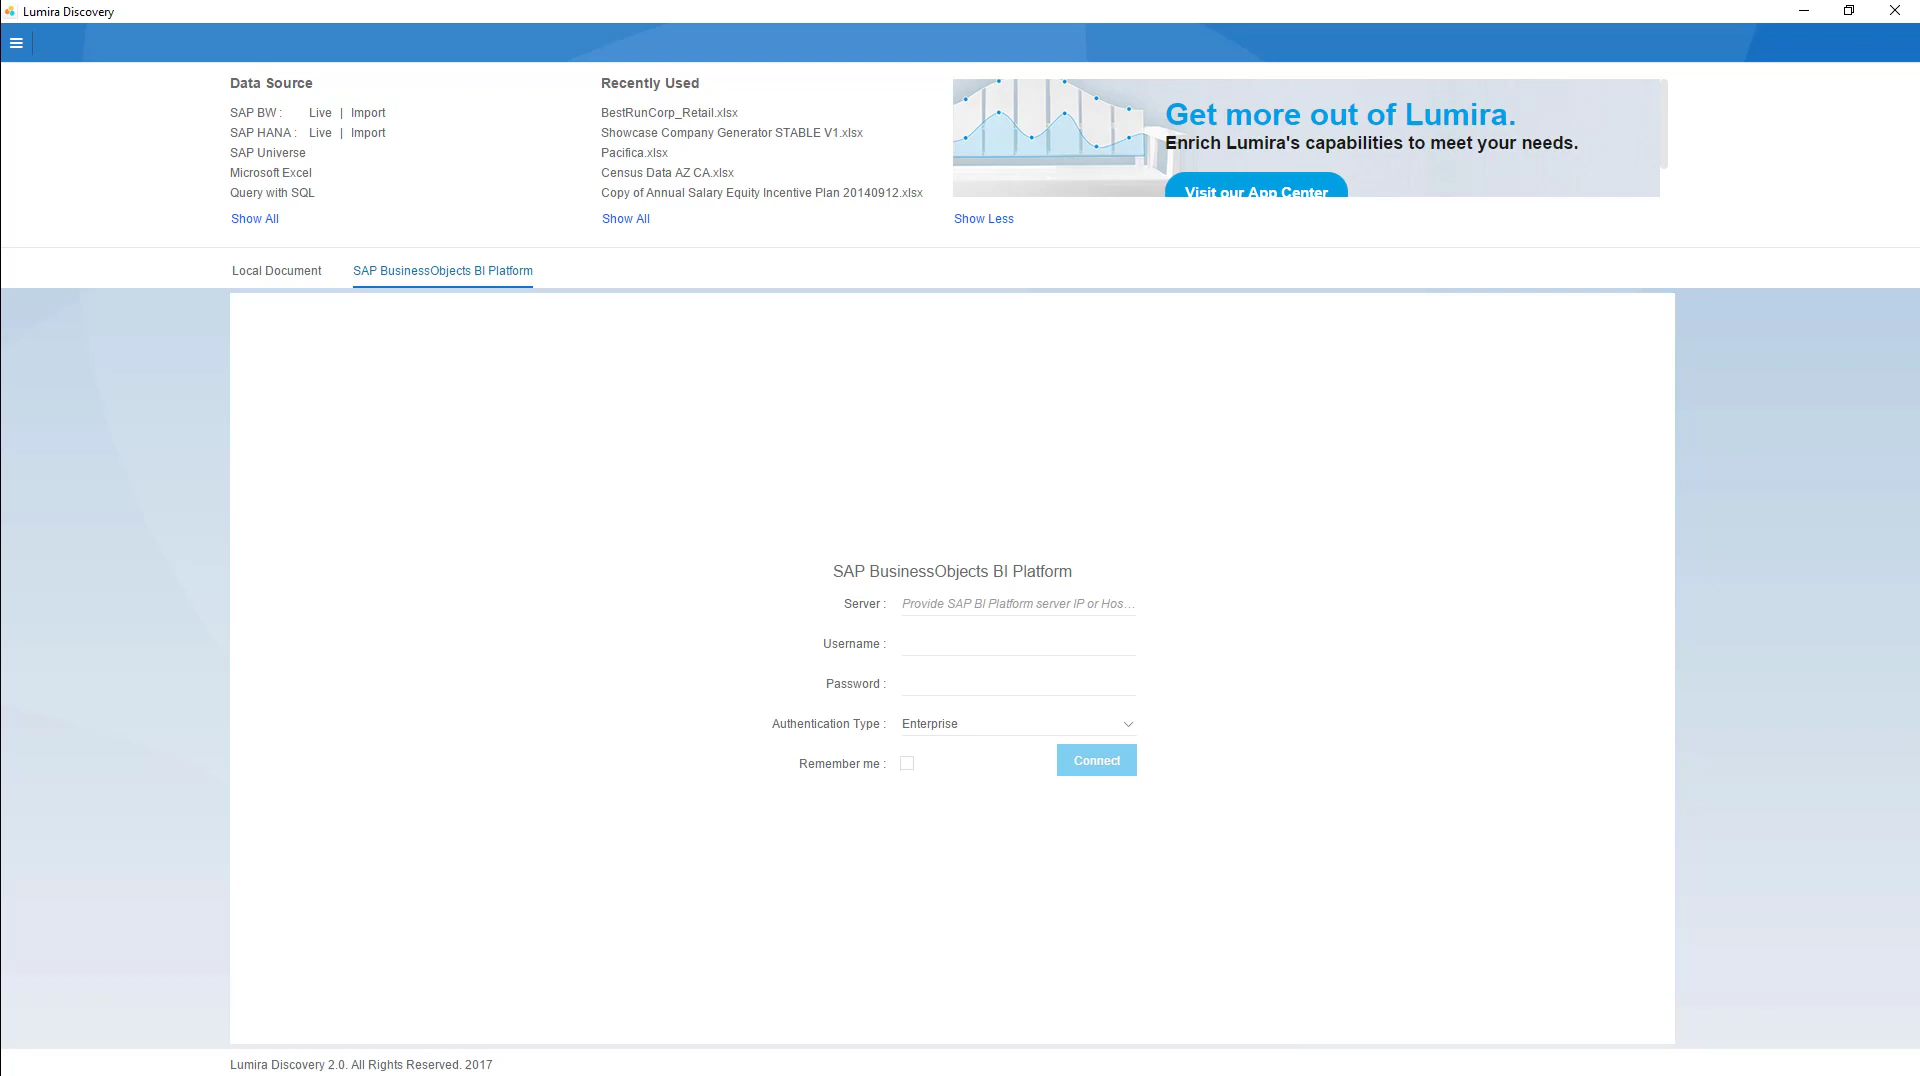 Lumira Discovery
Data Source
SAP BW : Live | Import
SAP HANA : Live | Import
SAP Universe
Microsoft Excel
Query with SQL
Show All
Recently Used
BestRunCorp_Retail.xlsx
Showcase Company Generator STABLE V1.xlsx
Pacifica.xlsx
Census Data AZ CA.xlsx
Copy of Annual Salary Equity Incentive Plan 20140912.xlsx
Show All
Get more out of Lumira.
Enrich Lumira's capabilities to meet your needs.
Visit our App Center
Show Less
Local Document
SAP BusinessObjects BI Platform
SAP BusinessObjects BI Platform
Server : Provide SAP BI Platform server IP or Hos...
Username :
Password :
Authentication Type : Enterprise
Remember me :
Connect
Lumira Discovery 2.0. All Rights Reserved. 2017